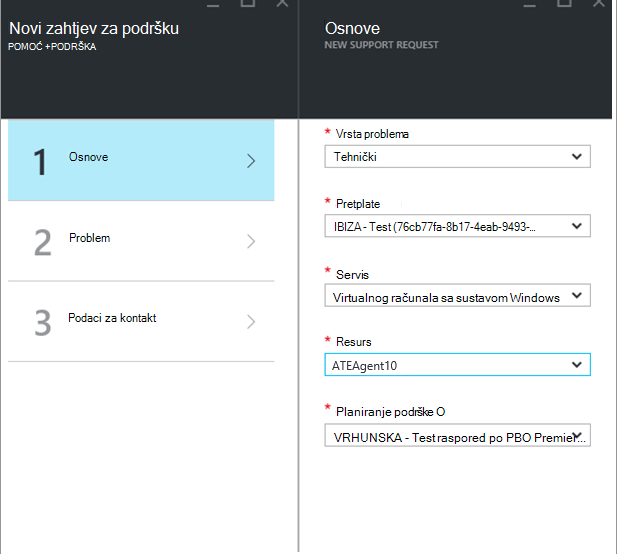 Novi zahtjev za podršku
POMOĆ +PODRŠKA
1 Osnove
2 Problem
3 Podaci za kontakt
Osnove
NEW SUPPORT REQUEST
* Vrsta problema
Tehnički
* Pretplate
IBIZA - Test (76cb77fa-8b17-4eab-9493-...
* Servis
Virtualnog računala sa sustavom Windows
* Resurs
ATEAgent10
* Planiranje podrške O
VRHUNSKA - Test raspored po PBO Premier...